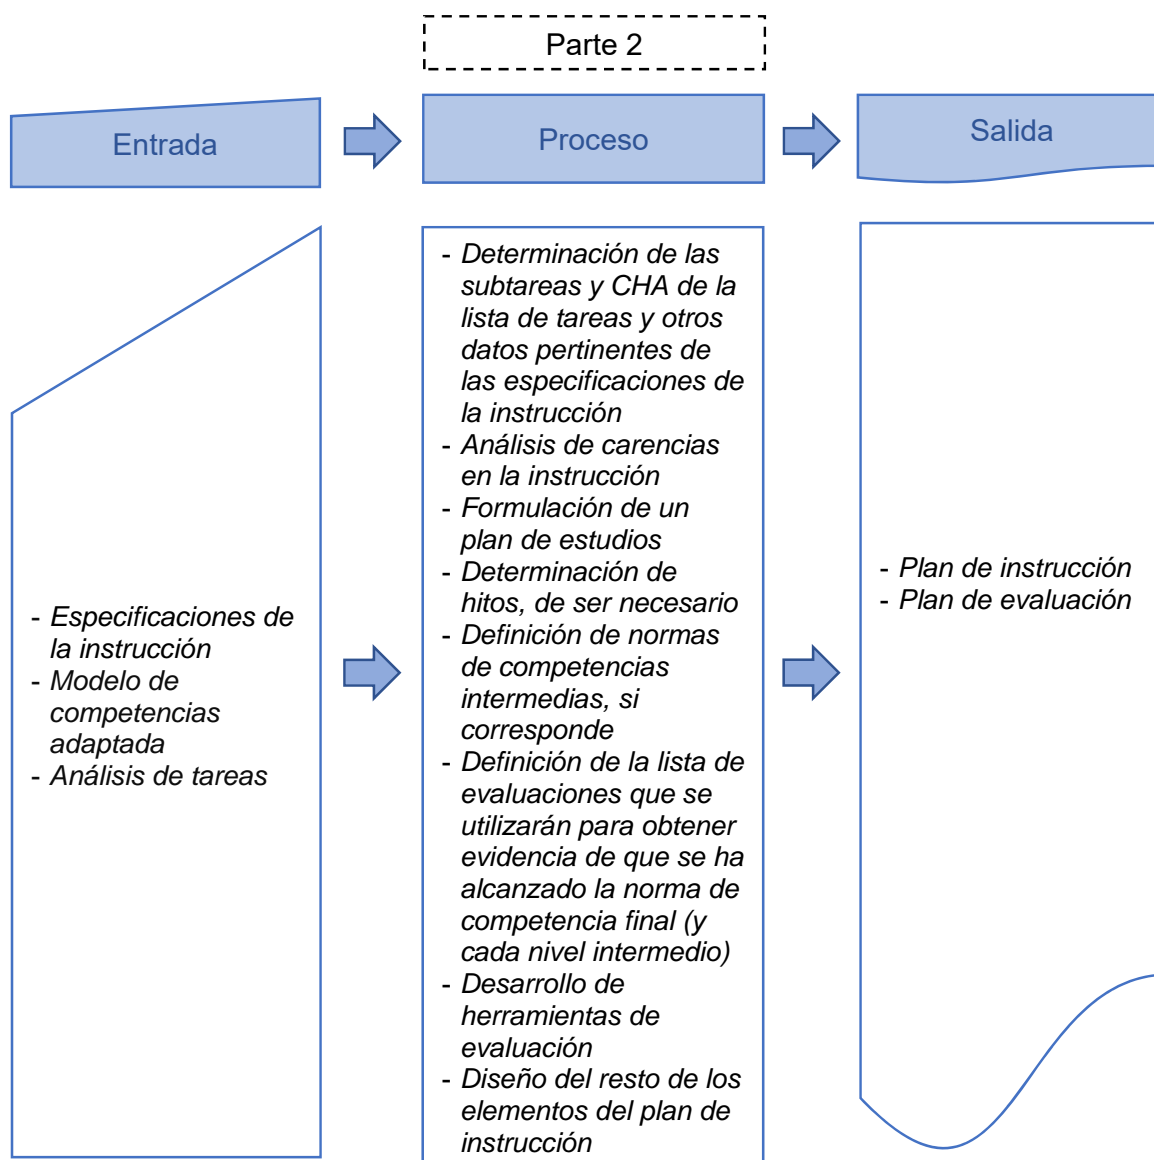 Parte 2
Entrada
Proceso
Salida
- Especificaciones de
la instrucción
- Modelo de
competencias
adaptada
- Análisis de tareas
- Determinación de las
subtareas y CHA de la
lista de tareas y otros
datos pertinentes de
las especificaciones de
la instrucción
- Análisis de carencias
en la instrucción
- Formulación de un
plan de estudios
- Determinación de
hitos, de ser necesario
- Definición de normas
de competencias
intermedias, si
corresponde
- Definición de la lista de
evaluaciones que se
utilizarán para obtener
evidencia de que se ha
alcanzado la norma de
competencia final (y
cada nivel intermedio)
- Desarrollo de
herramientas de
evaluación
- Diseño del resto de los
elementos del plan de
instrucción
- Plan de instrucción
- Plan de evaluación